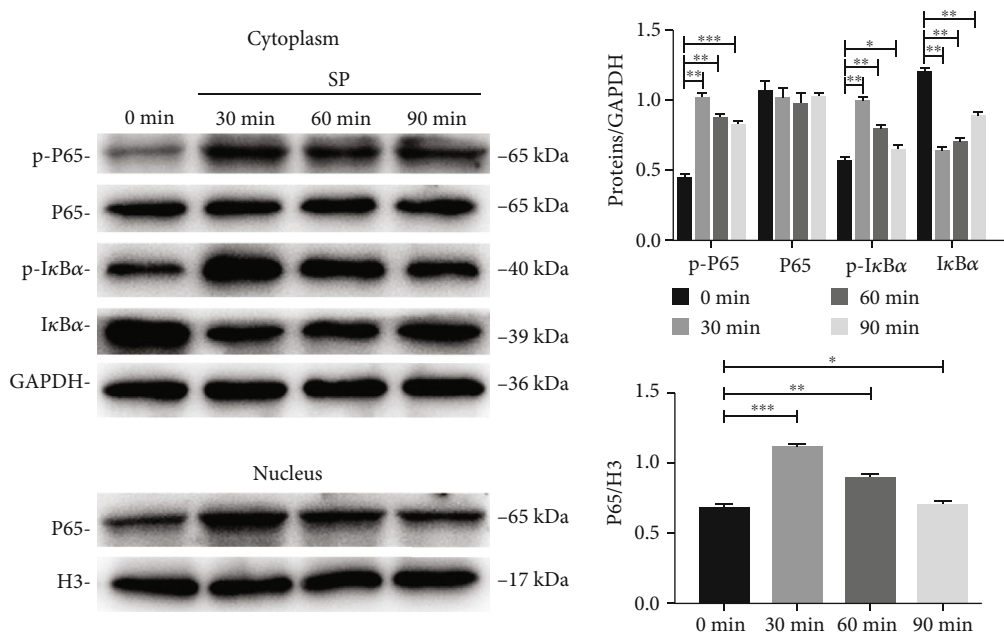 Cytoplasm
SP
0 min 30 min 60 min 90 min
p-P65- –65 kDa
P65- –65 kDa
p-IκBα- –40 kDa
IκBα- –39 kDa
GAPDH- –36 kDa
Nucleus
P65- –65 kDa
H3- –17 kDa
Proteins/GAPDH
1.5
1.0
0.5
0.0
*** ** **
* ** **
** ** **
p-P65 P65 p-IκBα IκBα
0 min 60 min
30 min 90 min
P65/H3
1.5
1.0
0.5
0.0
*
**
***
0 min 30 min 60 min 90 min